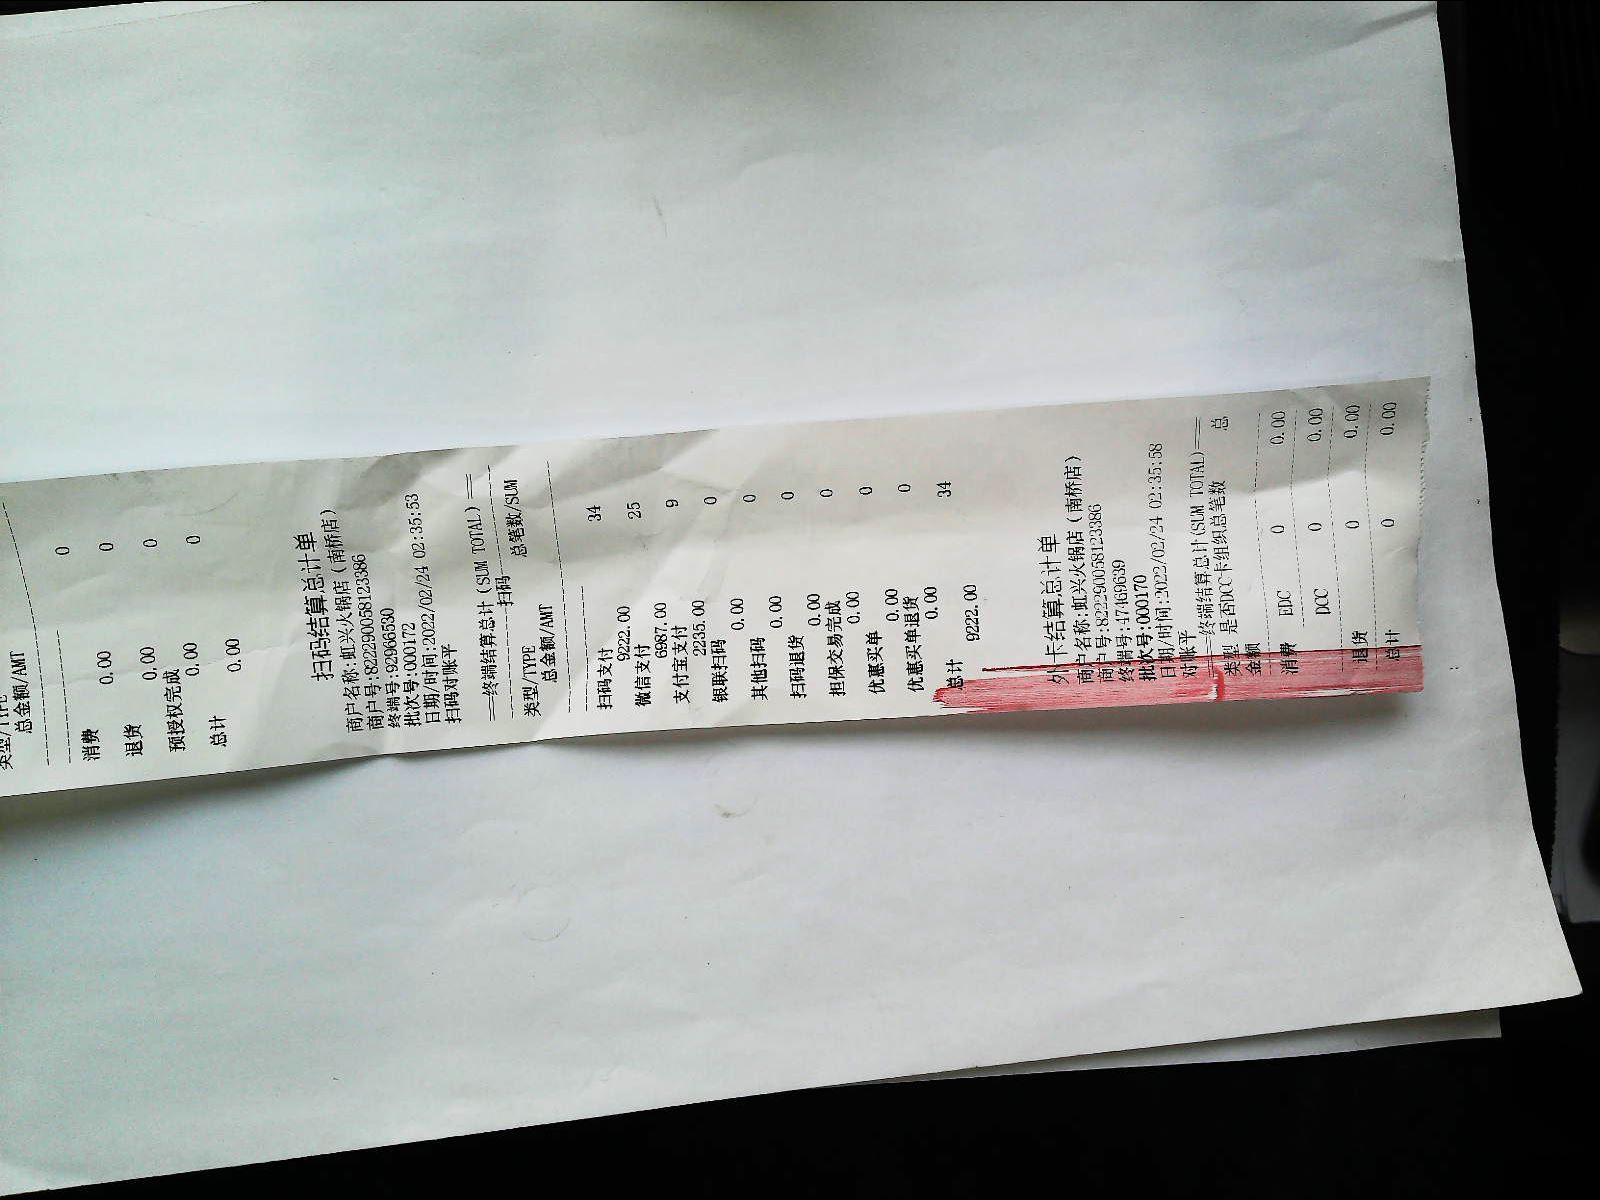 类型/TYPE
总金额/AMT
消费 0
0.00
退货 0
0.00
预授权完成 0
0.00
总计 0
0.00
扫码结算总计单
商户名称:虹兴火锅店(南桥店)
商户号:822290058123386
终端号:92966530
批次号:000172
日期/时间:2022/02/24 02:35:53
扫码对账平
==终端结算总计(SUM TOTAL)==
---------扫码---------
类型/TYPE 总笔数/SUM
总金额/AMT
扫码支付 34
9222.00
微信支付 25
6987.00
支付宝支付 9
2235.00
银联扫码 0
0.00
其他扫码 0
0.00
扫码退货 0
0.00
担保交易完成 0
0.00
优惠买单 0
0.00
优惠买单退货 0
0.00
总计 34
9222.00
外卡结算总计单
商户名称:虹兴火锅店(南桥店)
商户号:822290058123386
终端号:47469639
批次号:000170
日期/时间:2022/02/24 02:35:58
对账平
==终端结算总计(SUM TOTAL)==
类型 是否DCC卡组织总笔数 总
金额
消费 EDC 0 0.00
DCC 0 0.00
退货 0 0.00
总计 0 0.00